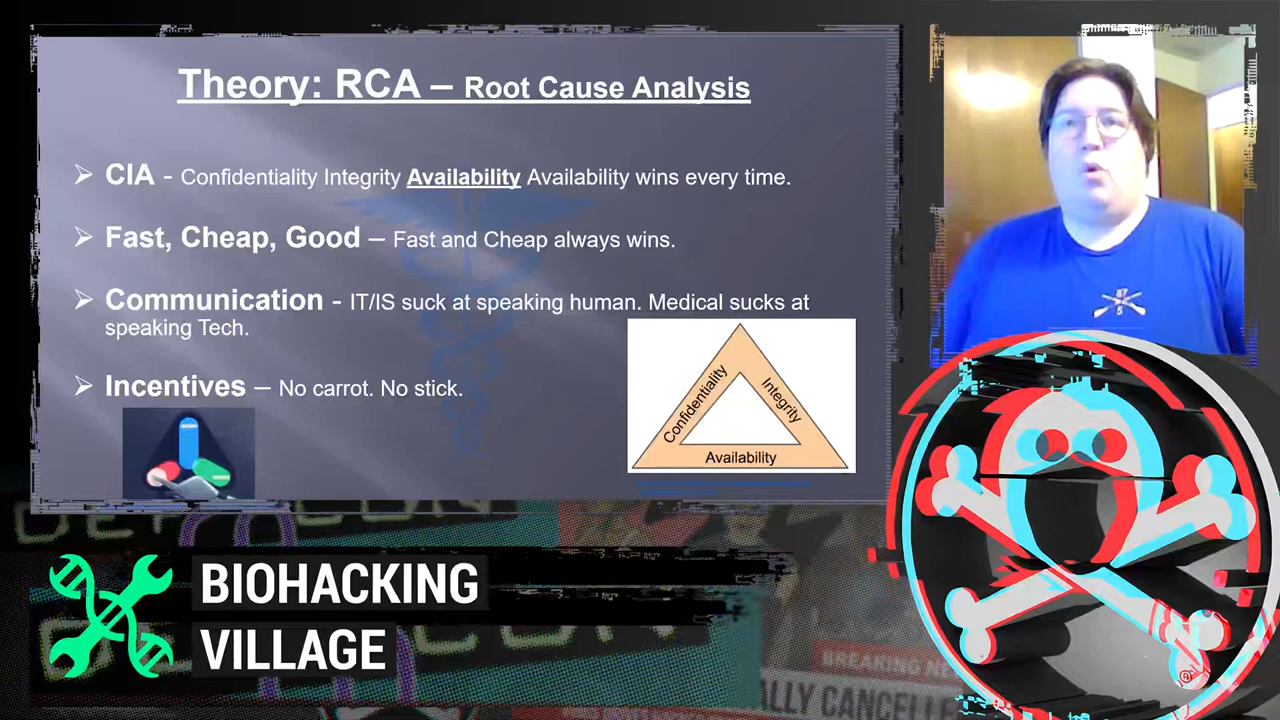 Theory: RCA – Root Cause Analysis
➢ CIA - Confidentiality Integrity Availability Availability wins every time.
➢ Fast, Cheap, Good – Fast and Cheap always wins.
➢ Communication - IT/IS suck at speaking human. Medical sucks at
speaking Tech.
➢ Incentives – No carrot. No stick.
Confidentiality
Integrity
Availability
BIOHACKING
VILLAGE
BREAKING NE
ALLY CANCELLE